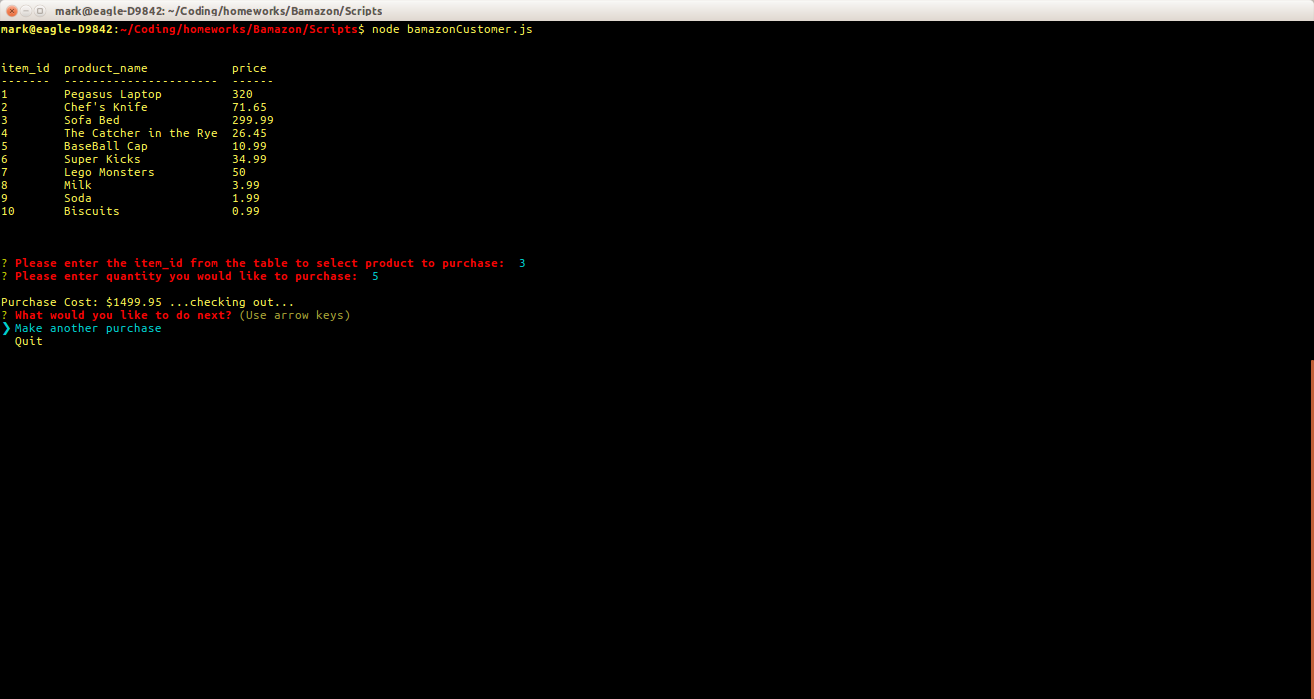 mark@eagle-D9842: ~/Coding/homeworks/Bamazon/Scripts
mark@eagle-D9842:~/Coding/homeworks/Bamazon/Scripts$ node bamazonCustomer.js
item_id  product_name            price
-------  ----------------------  ------
1        Pegasus Laptop          320
2        Chef's Knife            71.65
3        Sofa Bed                299.99
4        The Catcher in the Rye  26.45
5        BaseBall Cap            10.99
6        Super Kicks             34.99
7        Lego Monsters           50
8        Milk                    3.99
9        Soda                    1.99
10       Biscuits                0.99
? Please enter the item_id from the table to select product to purchase:  3
? Please enter quantity you would like to purchase:  5
Purchase Cost: $1499.95 ...checking out...
? What would you like to do next? (Use arrow keys)
❯ Make another purchase
  Quit